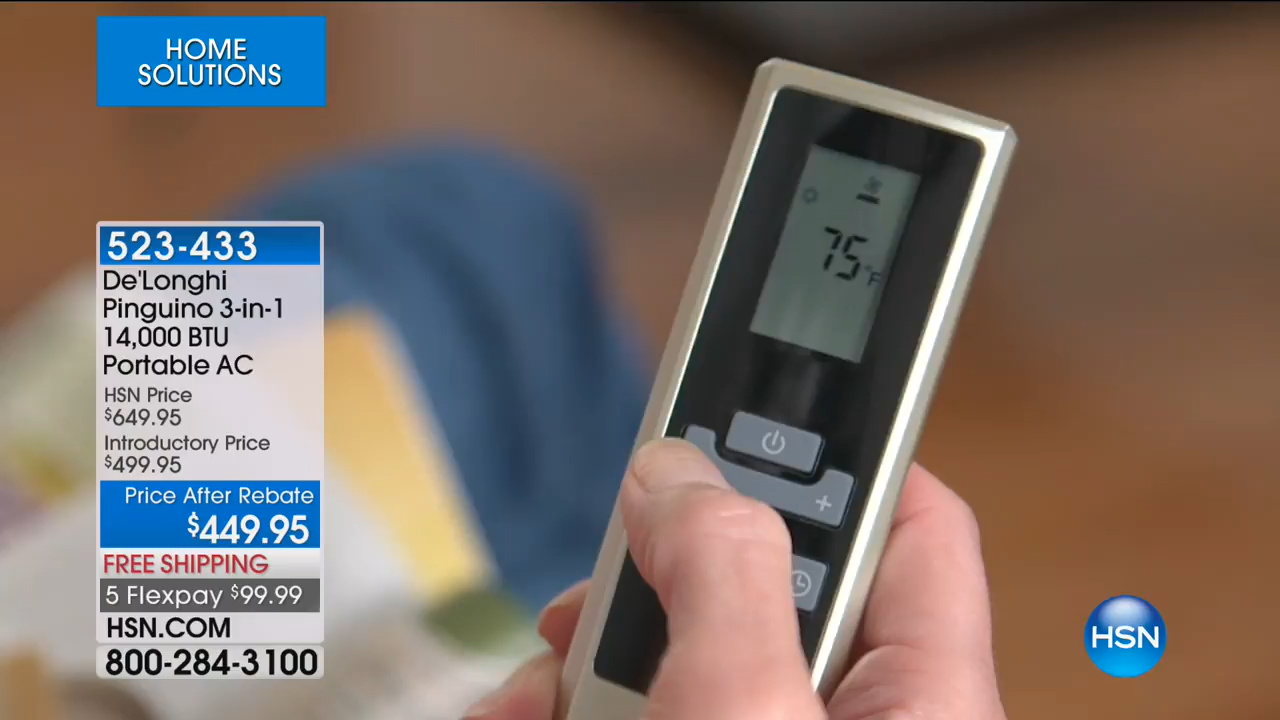 HOME
SOLUTIONS
523-433
De'Longhi
Pinguino 3-in-1
14,000 BTU
Portable AC
HSN Price
$649.95
Introductory Price
$499.95
Price After Rebate
$449.95
FREE SHIPPING
5 Flexpay $99.99
HSN.COM
800-284-3100
75°F
+
HSN